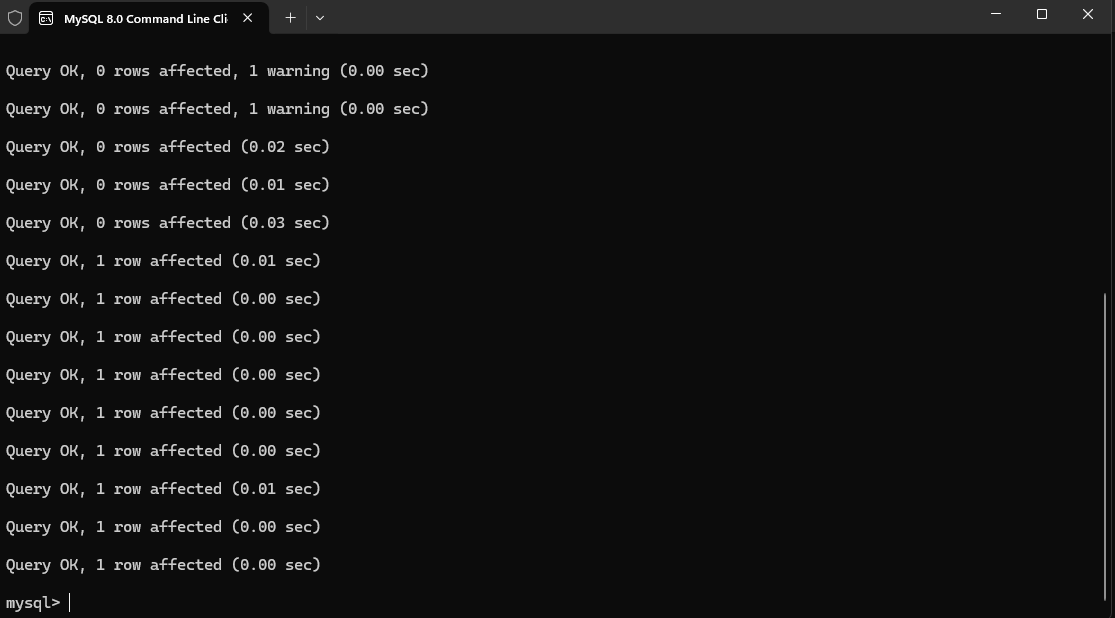 MySQL 8.0 Command Line Cli
Query OK, 0 rows affected, 1 warning (0.00 sec)
Query OK, 0 rows affected, 1 warning (0.00 sec)
Query OK, 0 rows affected (0.02 sec)
Query OK, 0 rows affected (0.01 sec)
Query OK, 0 rows affected (0.03 sec)
Query OK, 1 row affected (0.01 sec)
Query OK, 1 row affected (0.00 sec)
Query OK, 1 row affected (0.00 sec)
Query OK, 1 row affected (0.00 sec)
Query OK, 1 row affected (0.00 sec)
Query OK, 1 row affected (0.00 sec)
Query OK, 1 row affected (0.01 sec)
Query OK, 1 row affected (0.00 sec)
Query OK, 1 row affected (0.00 sec)
mysql>